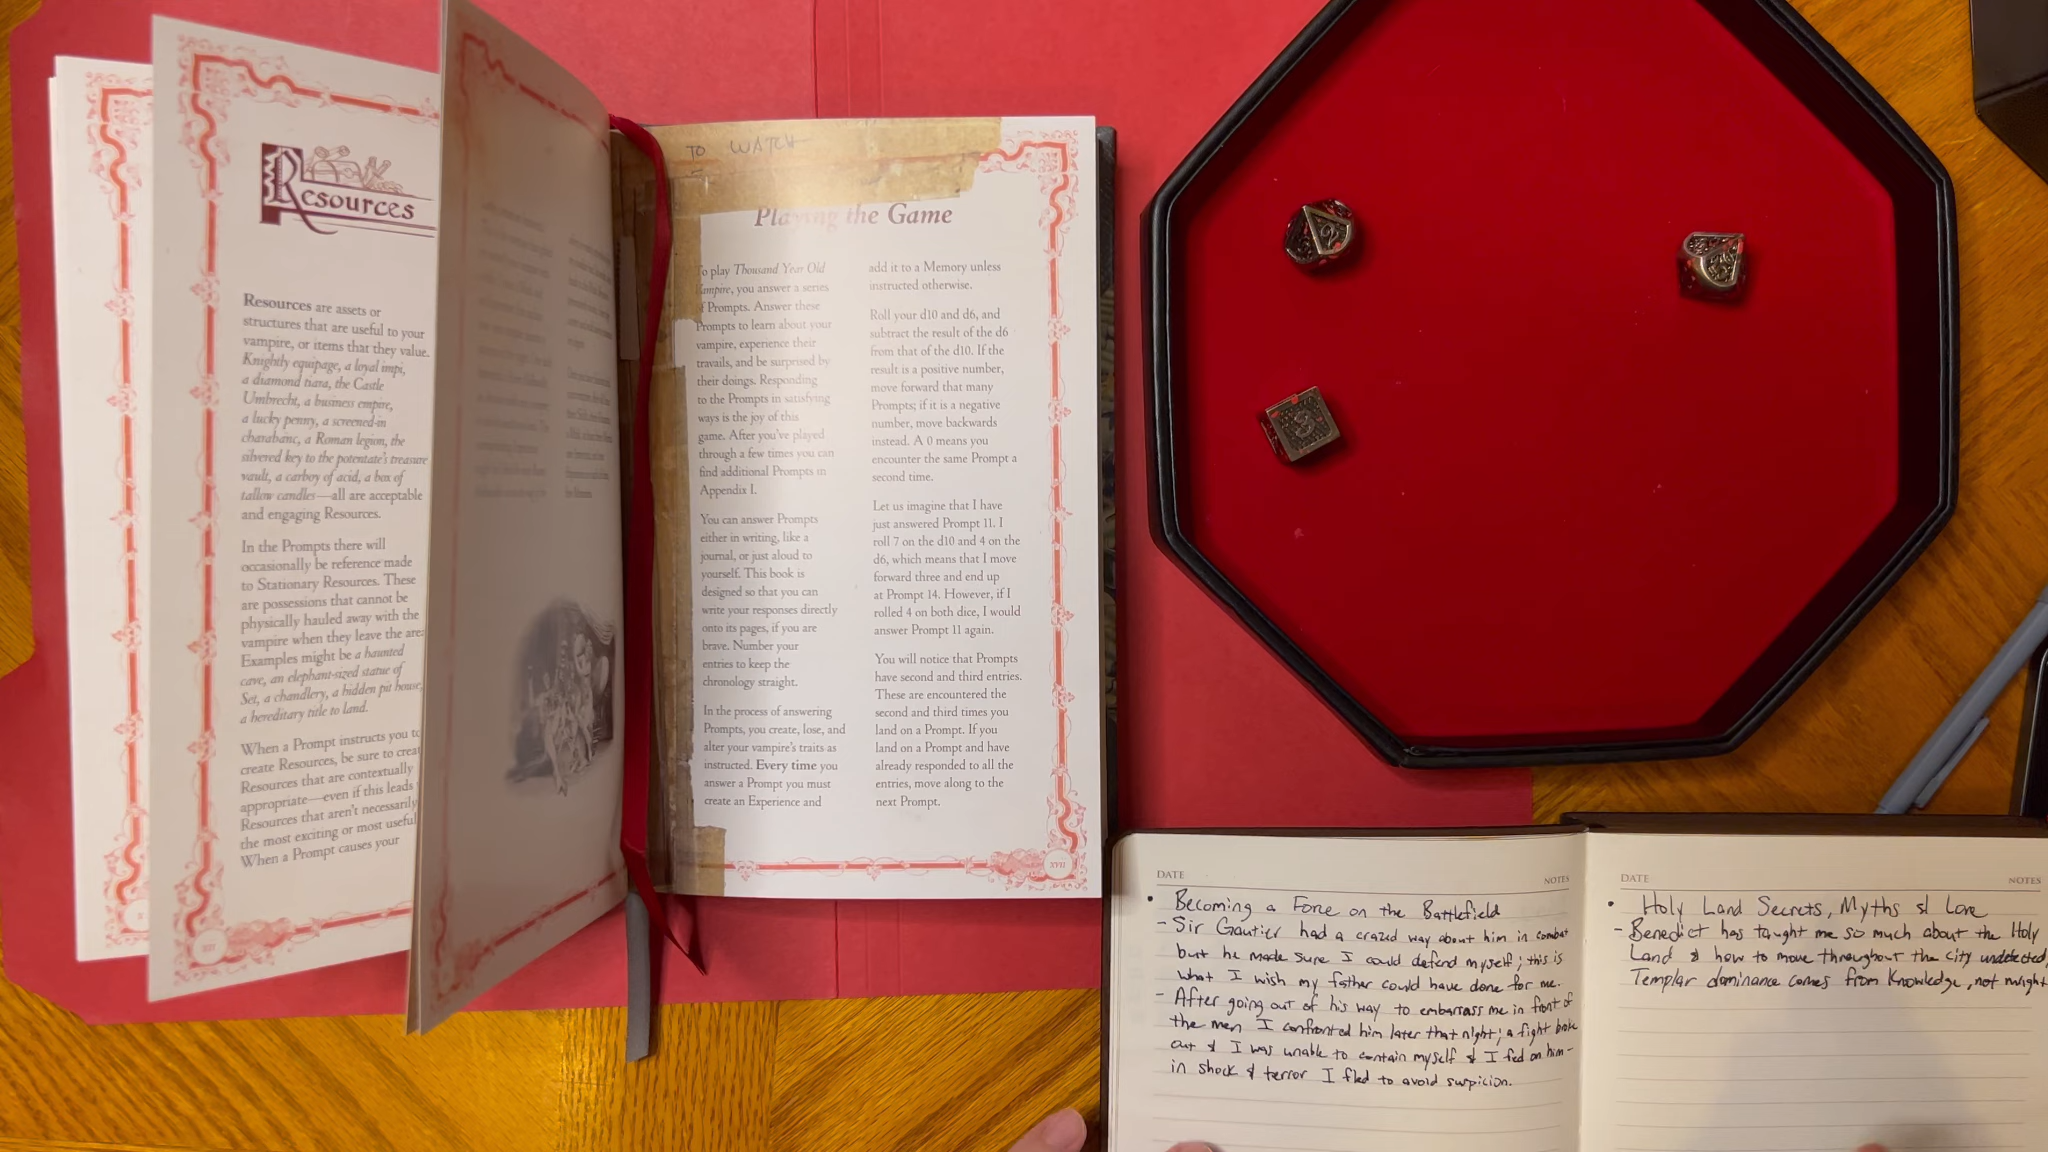 Resources
Resources are assets or
structures that are useful to your
vampire, or items that they value.
Knightly equipage, a loyal impi,
a diamond tiara, the Castle
Umbrecht, a business empire,
a lucky penny, a screened-in
charabanc, a Roman legion, the
silvered key to the potentate's treasure
vault, a carboy of acid, a box of
tallow candles—all are acceptable
and engaging Resources.
In the Prompts there will
occasionally be reference made
to Stationary Resources. These
are possessions that cannot be
physically hauled away with the
vampire when they leave the area
Examples might be a haunted
cave, an elephant-sized statue of
Set, a chandlery, a hidden pit house,
a hereditary title to land.
When a Prompt instructs you to
create Resources, be sure to
Resources that are contextually
appropriate—even if this leads
Resources that aren't necessarily
the most exciting or most useful
When a Prompt causes your
XII
TO WATCH
Playing the Game
To play Thousand Year Old
Vampire, you answer a series
of Prompts. Answer these
Prompts to learn about your
vampire, experience their
travails, and be surprised by
their doings. Responding
to the Prompts in satisfying
ways is the joy of this
game. After you've played
through a few times you can
find additional Prompts in
Appendix I.
You can answer Prompts
either in writing, like a
journal, or just aloud to
yourself. This book is
designed so that you can
write your responses directly
onto its pages, if you are
brave. Number your
entries to keep the
chronology straight.
In the process of answering
Prompts, you create, lose, and
alter your vampire's traits as
instructed. Every time you
answer a Prompt you must
create an Experience and
add it to a Memory unless
instructed otherwise.
Roll your d10 and d6, and
subtract the result of the d6
from that of the d10. If the
result is a positive number,
move forward that many
Prompts; if it is a negative
number, move backwards
instead. A 0 means you
encounter the same Prompt a
second time.
Let us imagine that I have
just answered Prompt 11. I
roll 7 on the d10 and 4 on the
d6, which means that I move
forward three and end up
at Prompt 14. However, if I
rolled 4 on both dice, I would
answer Prompt 11 again.
You will notice that Prompts
have second and third entries.
These are encountered the
second and third times you
land on a Prompt. If you
land on a Prompt and have
already responded to all the
entries, move along to the
next Prompt.
XVII
DATE NOTES
• Becoming a Force on the Battlefield
- Sir Gautier had a crazed way about him in combat
but he made sure I could defend myself; this is
what I wish my father could have done for me.
- After going out of his way to embarrass me in front of
the men I confronted him later that night; a fight broke
out & I was unable to contain myself & I fed on him-
in shock & terror I fled to avoid suspicion.
DATE NOTES
• Holy Land Secrets, Myths & Lore
- Benedict has taught me so much about the Holy
Land & how to move throughout the city undetected,
Templar dominance comes from Knowledge, not might